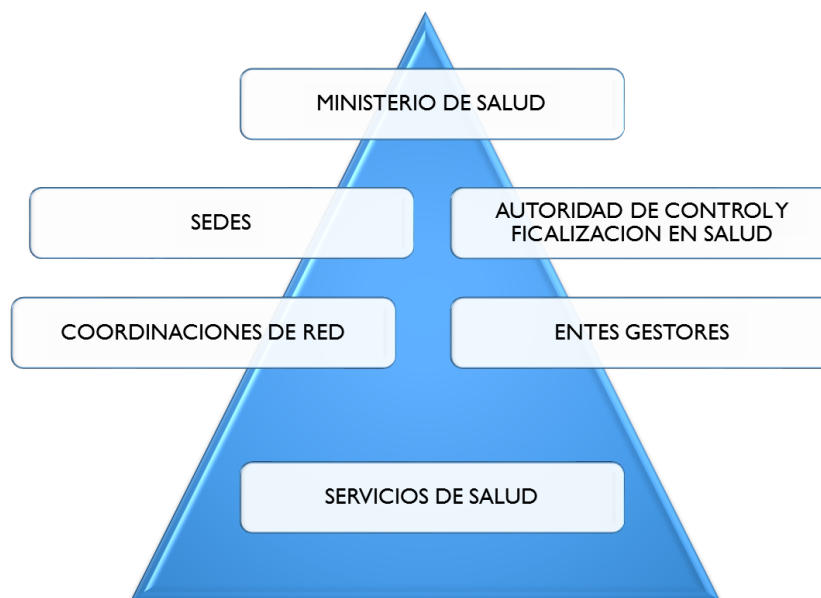 MINISTERIO DE SALUD
SEDES
AUTORIDAD DE CONTROL Y
FICALIZACION EN SALUD
COORDINACIONES DE RED
ENTES GESTORES
SERVICIOS DE SALUD